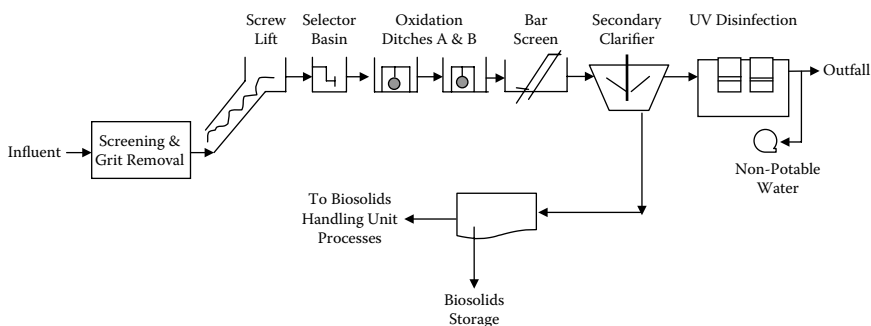 Screw
Lift
Selector
Basin
Oxidation
Ditches A & B
Bar
Screen
Secondary
Clarifier
UV Disinfection
Outfall
Influent
Screening &
Grit Removal
Non-Potable
Water
To Biosolids
Handling Unit
Processes
Biosolids
Storage